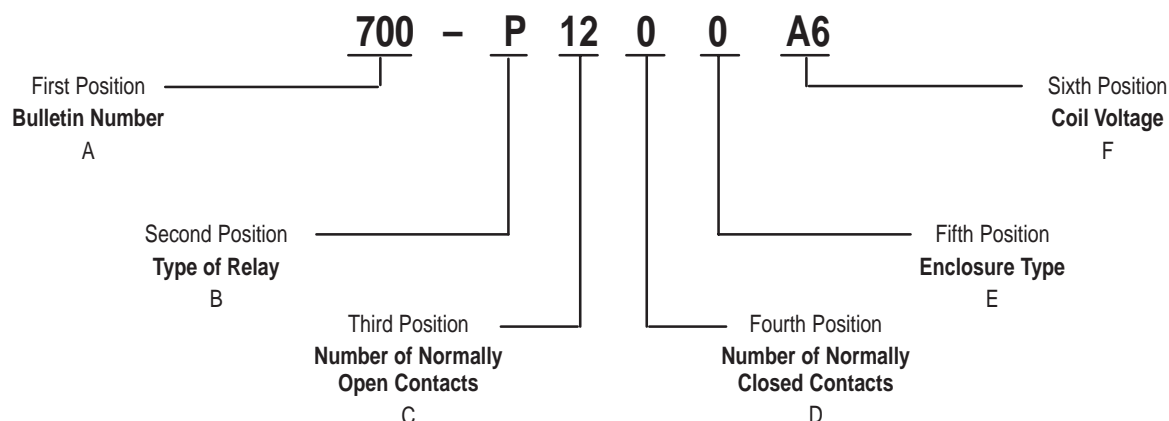 700 – P 12 0 0 A6
First Position
Bulletin Number
A
Sixth Position
Coil Voltage
F
Second Position
Type of Relay
B
Fifth Position
Enclosure Type
E
Third Position
Number of Normally
Open Contacts
C
Fourth Position
Number of Normally
Closed Contacts
D